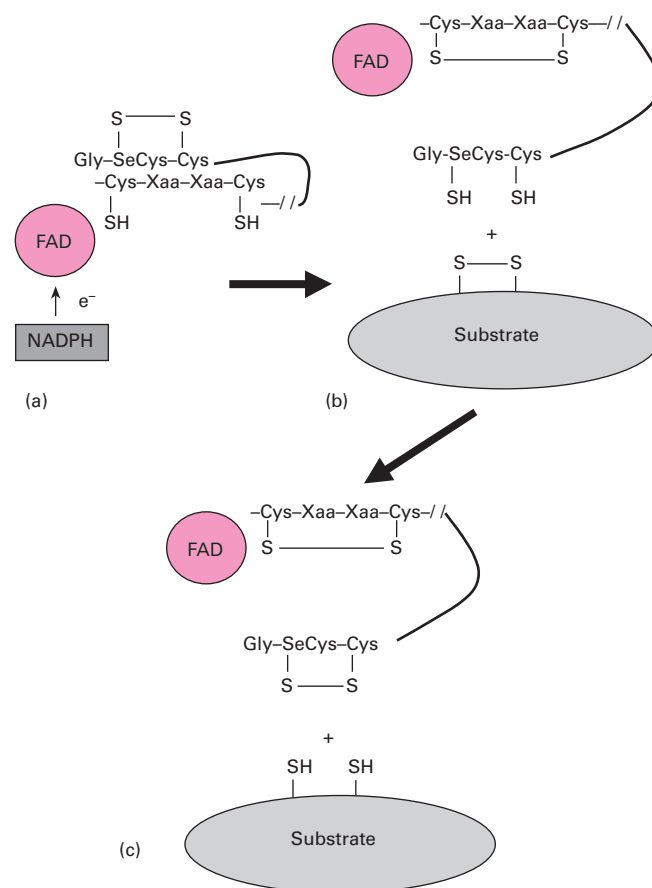 S S
Gly–SeCys–Cys
–Cys–Xaa–Xaa–Cys
SH SH —//
FAD
e⁻
NADPH
(a)
–Cys–Xaa–Xaa–Cys—//
FAD
S S
Gly-SeCys-Cys
SH SH
+
S S
Substrate
(b)
–Cys–Xaa–Xaa–Cys-//
FAD
S S
Gly–SeCys–Cys
S S
+
SH SH
Substrate
(c)